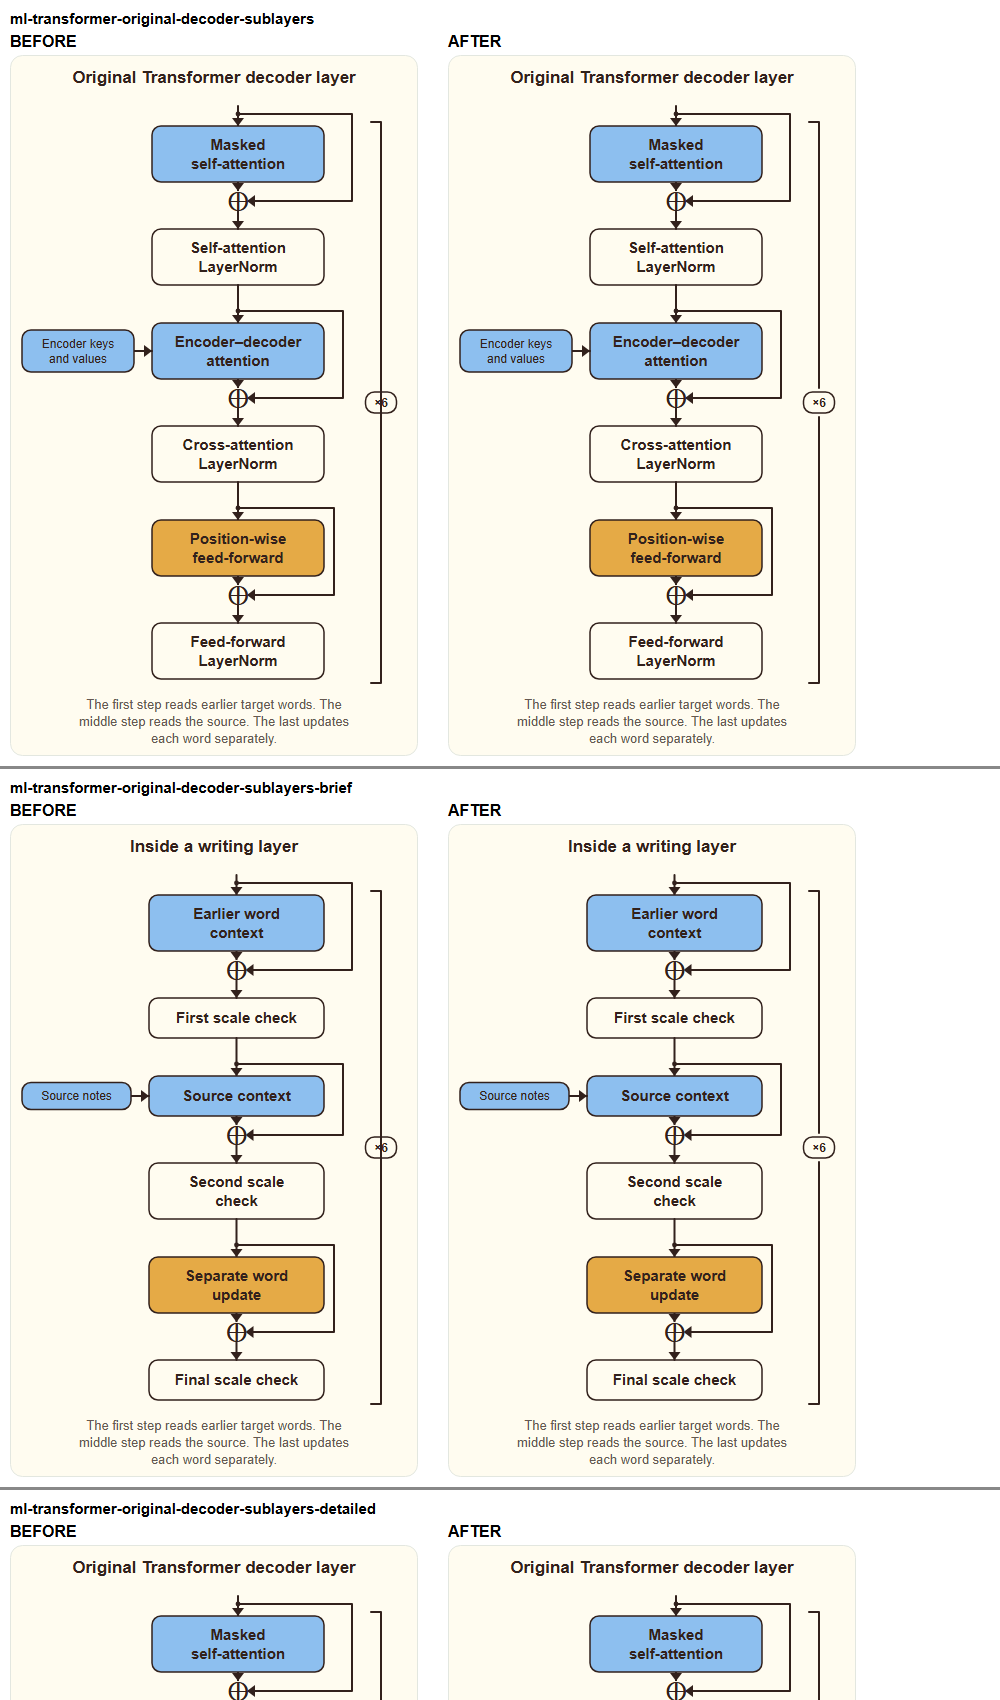 ml-transformer-original-decoder-sublayers
BEFORE
Original Transformer decoder layer
Masked
self-attention
Self-attention
LayerNorm
Encoder keys
and values
Encoder–decoder
attention
×6
Cross-attention
LayerNorm
Position-wise
feed-forward
Feed-forward
LayerNorm
The first step reads earlier target words. The
middle step reads the source. The last updates
each word separately.
AFTER
Original Transformer decoder layer
Masked
self-attention
Self-attention
LayerNorm
Encoder keys
and values
Encoder–decoder
attention
×6
Cross-attention
LayerNorm
Position-wise
feed-forward
Feed-forward
LayerNorm
The first step reads earlier target words. The
middle step reads the source. The last updates
each word separately.
ml-transformer-original-decoder-sublayers-brief
BEFORE
Inside a writing layer
Earlier word
context
First scale check
Source notes
Source context
×6
Second scale
check
Separate word
update
Final scale check
The first step reads earlier target words. The
middle step reads the source. The last updates
each word separately.
AFTER
Inside a writing layer
Earlier word
context
First scale check
Source notes
Source context
×6
Second scale
check
Separate word
update
Final scale check
The first step reads earlier target words. The
middle step reads the source. The last updates
each word separately.
ml-transformer-original-decoder-sublayers-detailed
BEFORE
Original Transformer decoder layer
Masked
self-attention
AFTER
Original Transformer decoder layer
Masked
self-attention